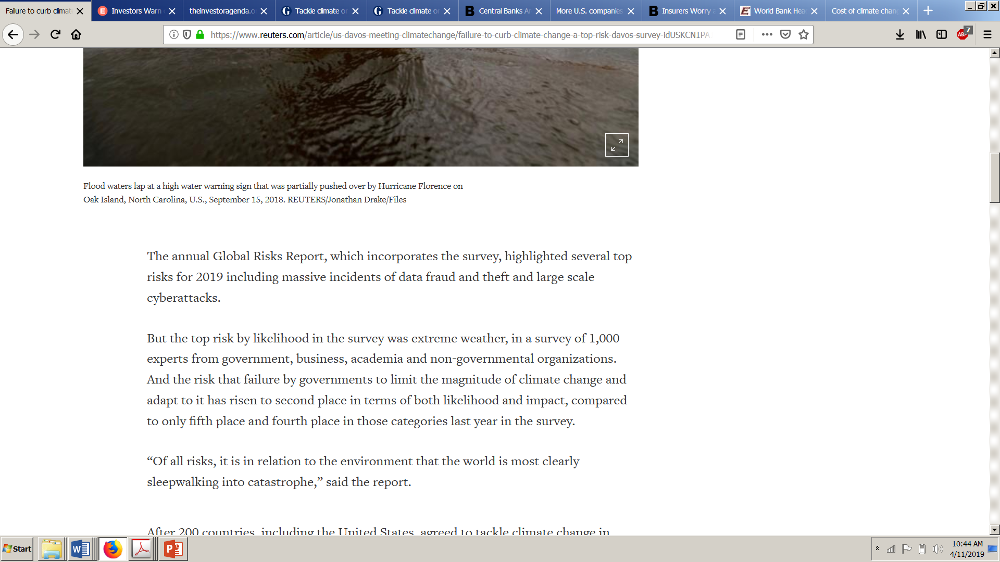 Failure to curb climat
Investors Warn
theinvestoragenda.o
Tackle climate or
Tackle climate or
Central Banks Ar
More U.S. companies
Insurers Worry
World Bank Hea
Cost of climate chan
https://www.reuters.com/article/us-davos-meeting-climatechange/failure-to-curb-climate-change-a-top-risk-davos-survey-idUSKCN1PA
ABP
7
Flood waters lap at a high water warning sign that was partially pushed over by Hurricane Florence on
Oak Island, North Carolina, U.S., September 15, 2018. REUTERS/Jonathan Drake/Files
The annual Global Risks Report, which incorporates the survey, highlighted several top
risks for 2019 including massive incidents of data fraud and theft and large scale
cyberattacks.
But the top risk by likelihood in the survey was extreme weather, in a survey of 1,000
experts from government, business, academia and non-governmental organizations.
And the risk that failure by governments to limit the magnitude of climate change and
adapt to it has risen to second place in terms of both likelihood and impact, compared
to only fifth place and fourth place in those categories last year in the survey.
“Of all risks, it is in relation to the environment that the world is most clearly
sleepwalking into catastrophe,” said the report.
After 200 countries, including the United States, agreed to tackle climate change in
Start
10:44 AM
4/11/2019